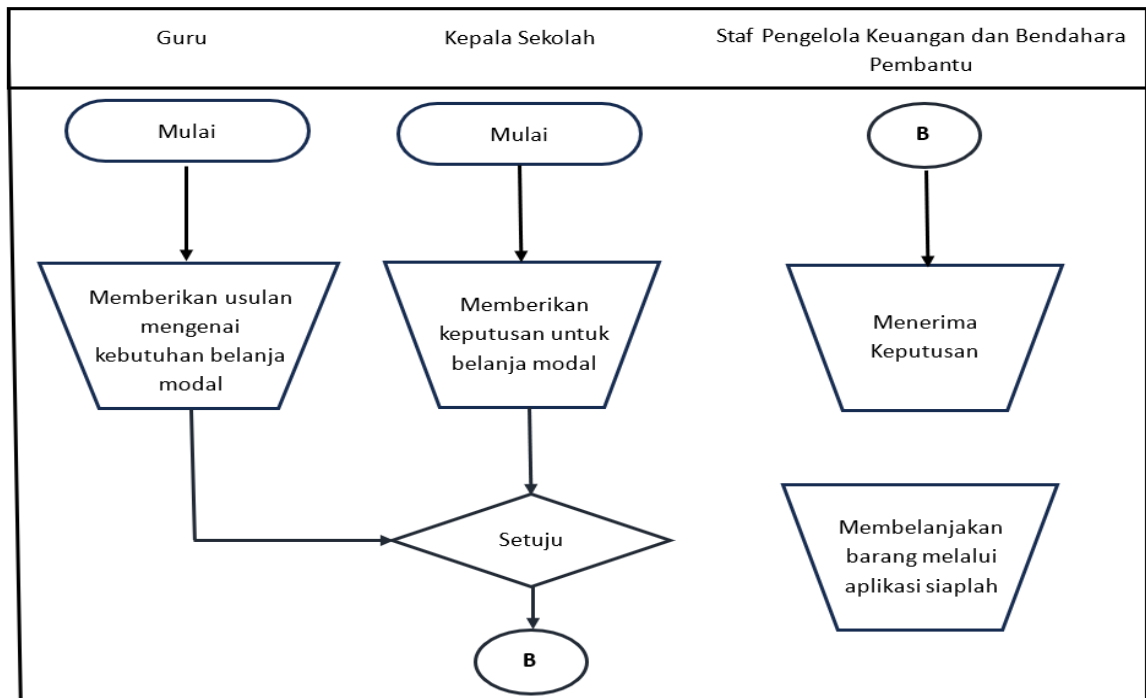 Guru
Kepala Sekolah
Staf Pengelola Keuangan dan Bendahara
Pembantu
Mulai
Mulai
B
Memberikan usulan
mengenai
kebutuhan belanja
modal
Memberikan
keputusan untuk
belanja modal
Menerima
Keputusan
Setuju
Membelanjakan
barang melalui
aplikasi siaplah
B